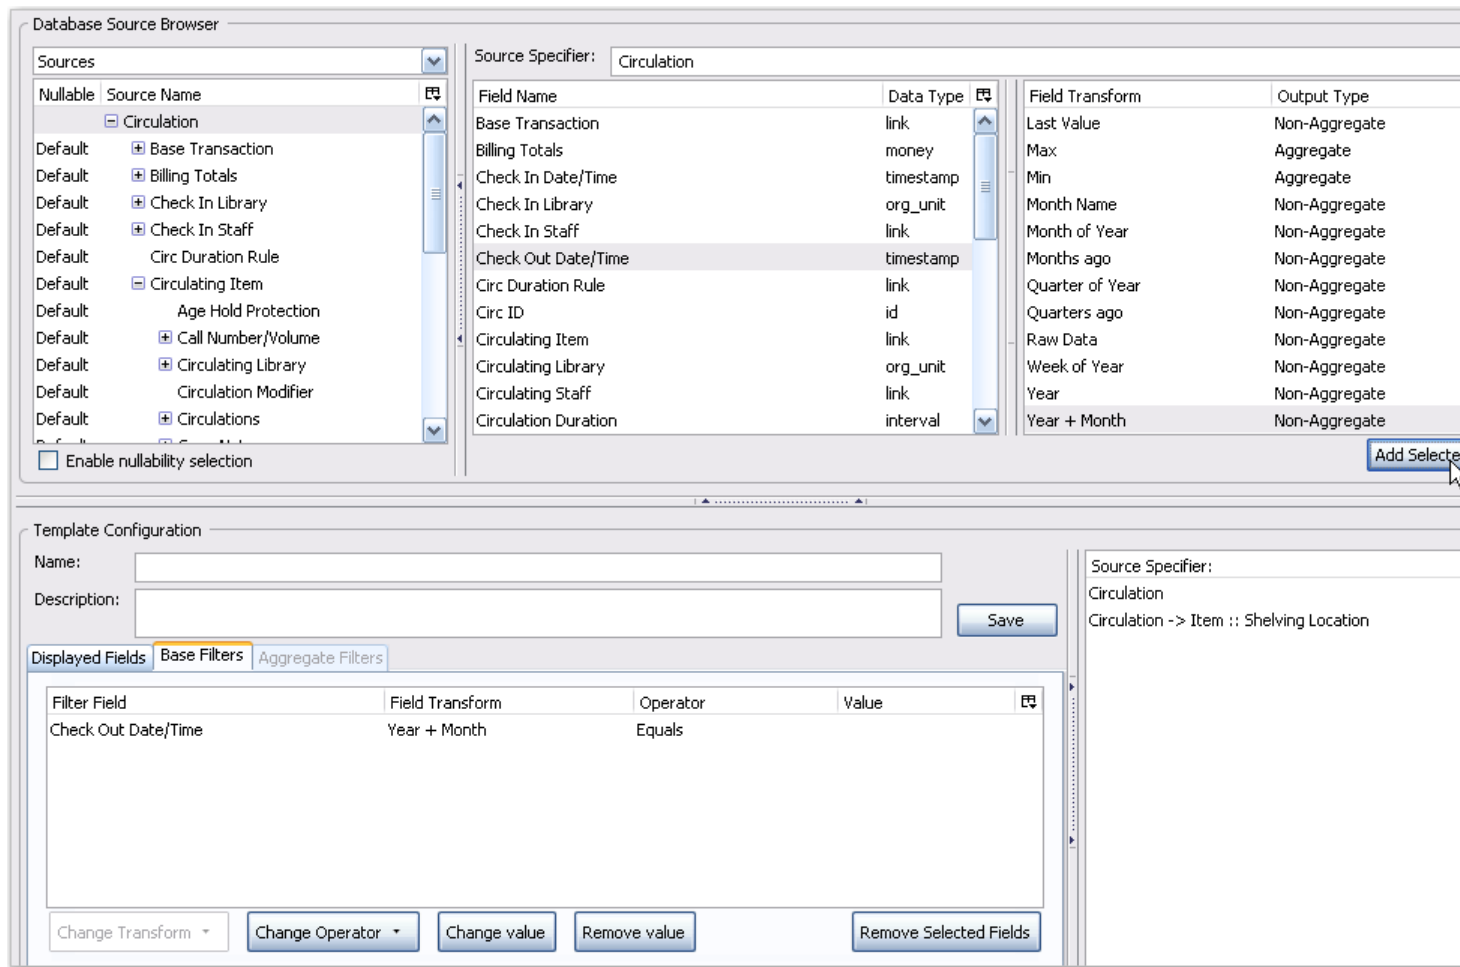 Database Source Browser
Sources
Source Specifier: Circulation
Nullable Source Name
Circulation
Default Base Transaction
Default Billing Totals
Default Check In Library
Default Check In Staff
Default Circ Duration Rule
Default Circulating Item
Default Age Hold Protection
Default Call Number/Volume
Default Circulating Library
Default Circulation Modifier
Default Circulations
Enable nullability selection
Field Name Data Type
Base Transaction link
Billing Totals money
Check In Date/Time timestamp
Check In Library org_unit
Check In Staff link
Check Out Date/Time timestamp
Circ Duration Rule link
Circ ID id
Circulating Item link
Circulating Library org_unit
Circulating Staff link
Circulation Duration interval
Field Transform Output Type
Last Value Non-Aggregate
Max Aggregate
Min Aggregate
Month Name Non-Aggregate
Month of Year Non-Aggregate
Months ago Non-Aggregate
Quarter of Year Non-Aggregate
Quarters ago Non-Aggregate
Raw Data Non-Aggregate
Week of Year Non-Aggregate
Year Non-Aggregate
Year + Month Non-Aggregate
Add Selecte
Template Configuration
Name:
Description:
Save
Displayed Fields Base Filters Aggregate Filters
Filter Field Field Transform Operator Value
Check Out Date/Time Year + Month Equals
Change Transform Change Operator Change value Remove value Remove Selected Fields
Source Specifier:
Circulation
Circulation -> Item :: Shelving Location